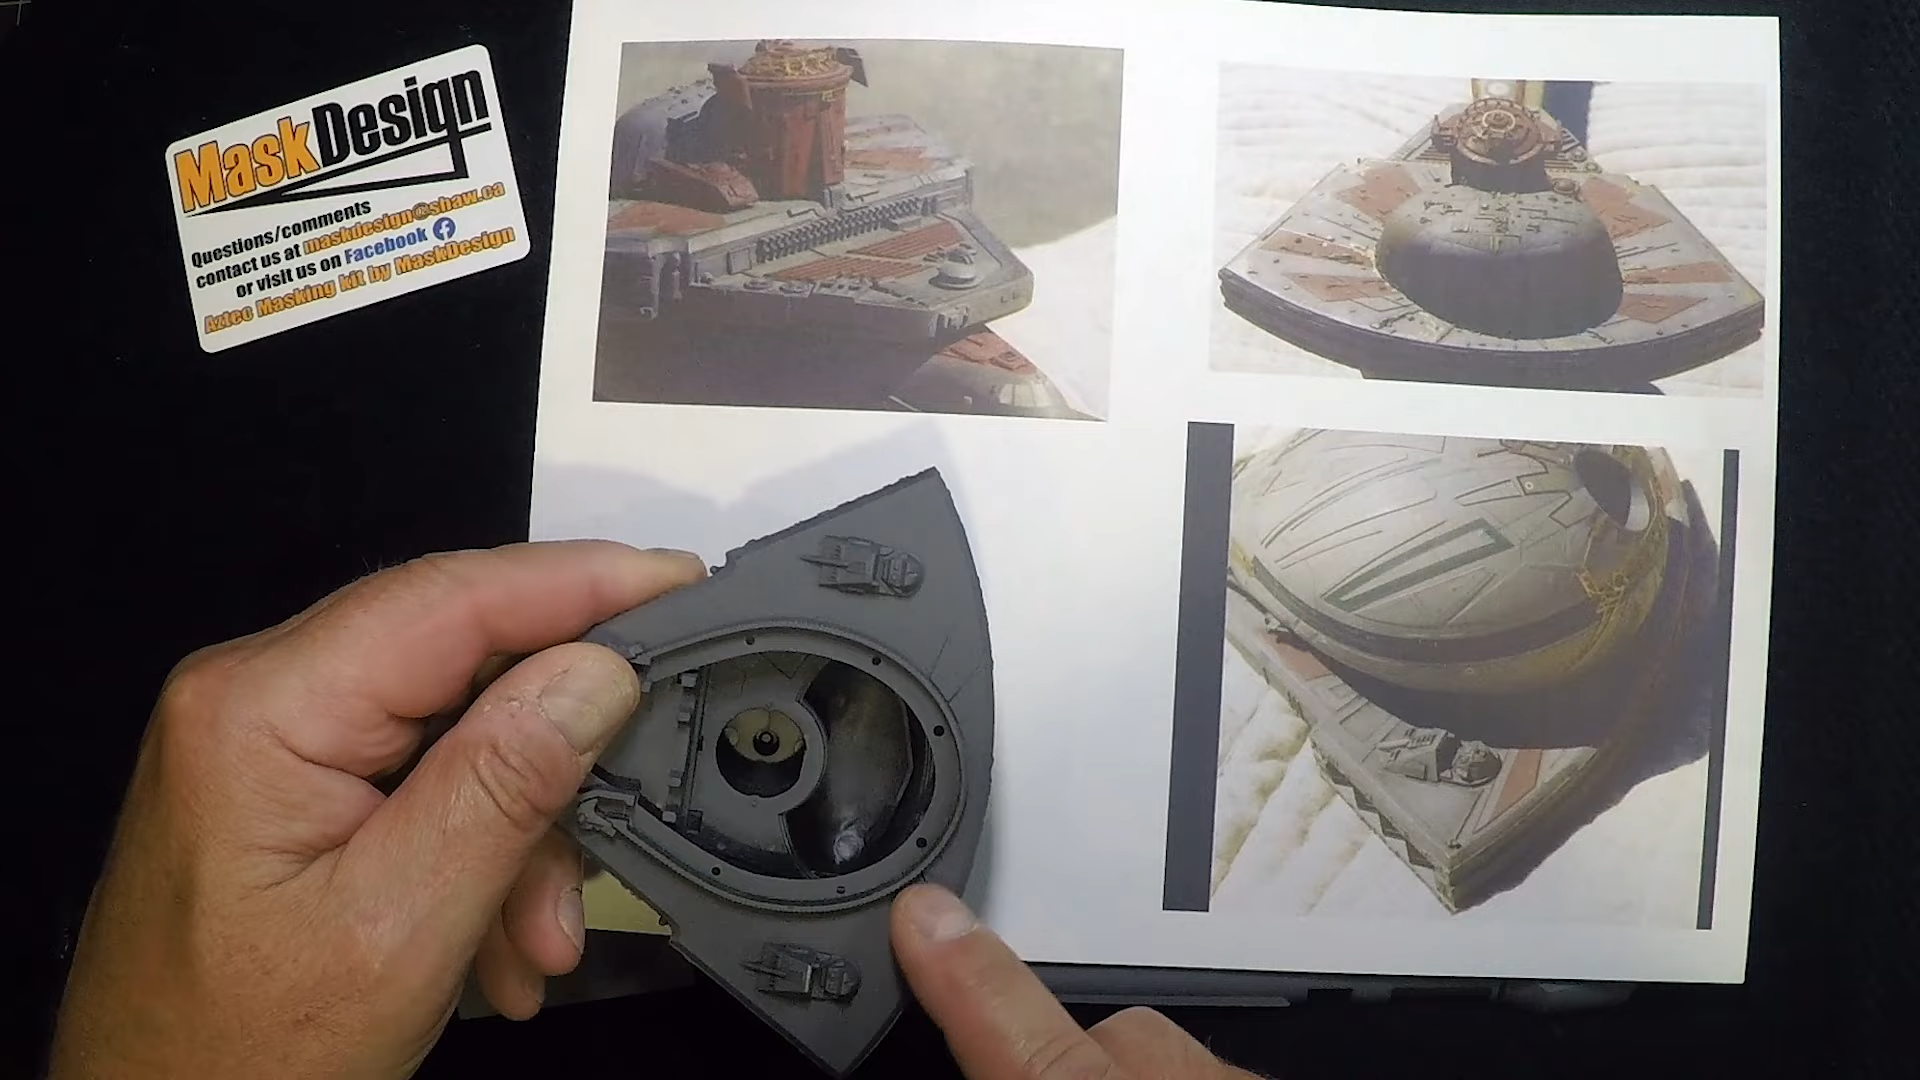 MaskDesign
Questions/comments
contact us at maskdesign@shaw.ca
or visit us on Facebook
Aztec Masking kit by MaskDesign